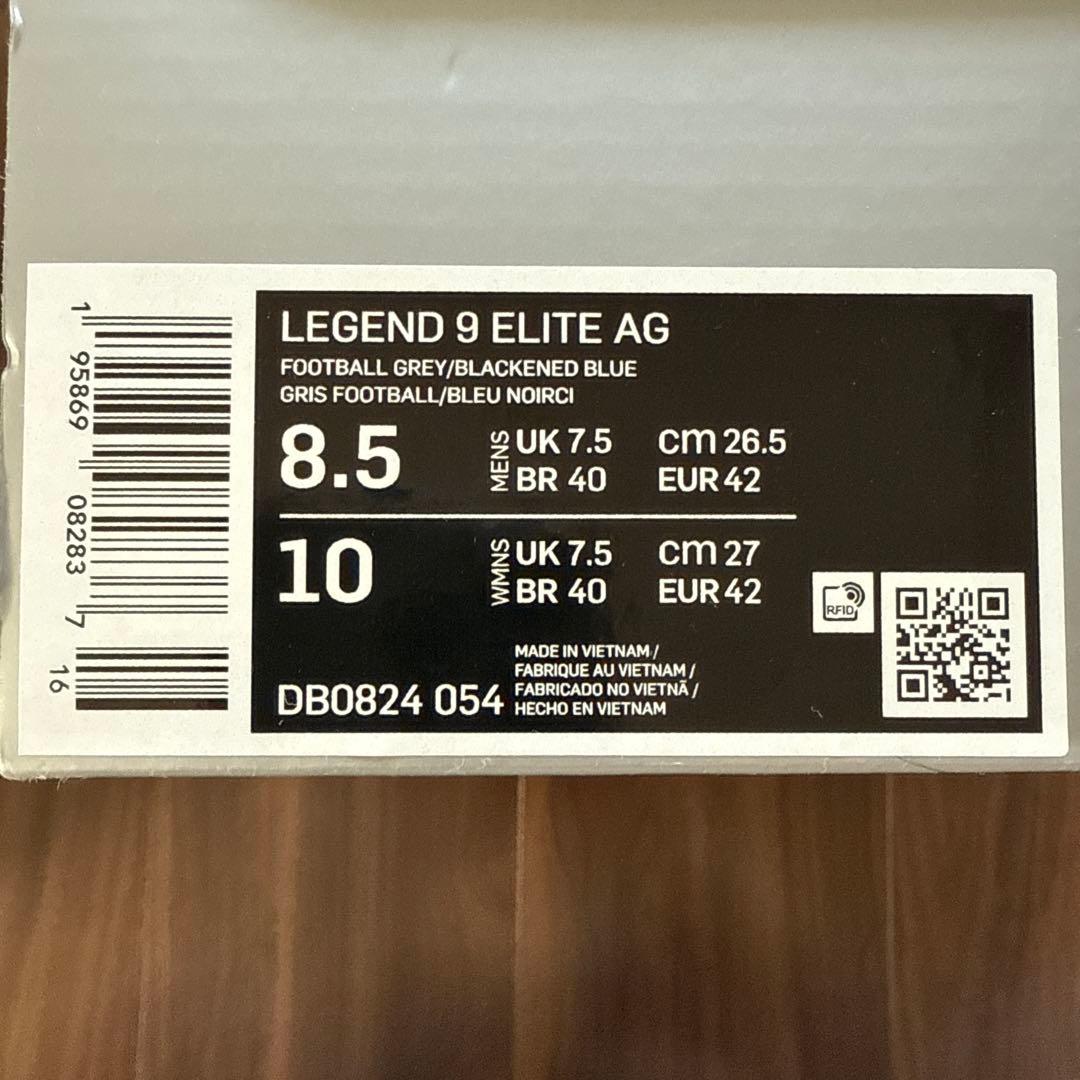 1 95869 08283 7 16
LEGEND 9 ELITE AG
FOOTBALL GREY/BLACKENED BLUE
GRIS FOOTBALL/BLEU NOIRCI
8.5 MENS UK 7.5 cm 26.5
BR 40 EUR 42
10 WMNS UK 7.5 cm 27
BR 40 EUR 42
RFID
MADE IN VIETNAM /
FABRIQUE AU VIETNAM /
FABRICADO NO VIETNÃ /
HECHO EN VIETNAM
DB0824 054